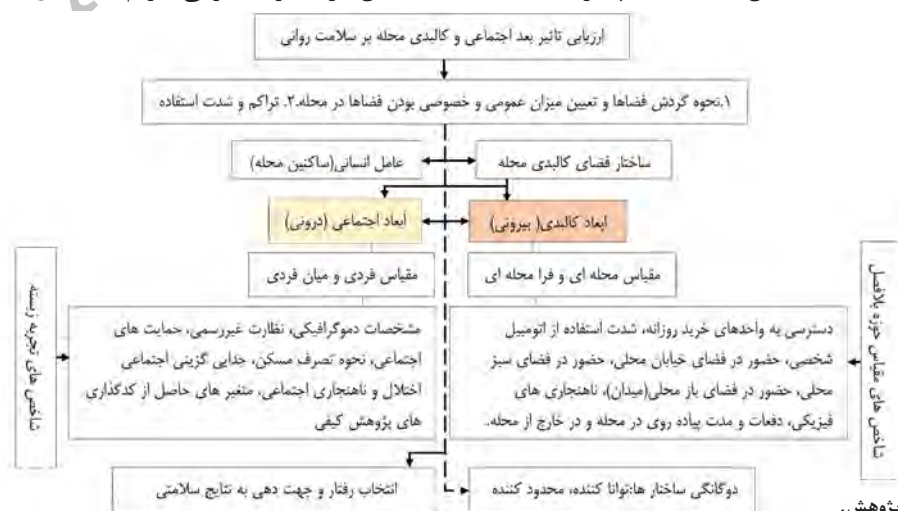 ارزیابی تاثیر بعد اجتماعی و کالبدی محله بر سلامت روانی
۱.نحوه گردش فضاها و تعیین میزان عمومی و خصوصی بودن فضاها در محله.۲. تراکم و شدت استفاده
ساختار فضای کالبدی محله
عامل انسانی(ساکنین محله)
ابعاد کالبدی( بیرونی)
ابعاد اجتماعی (درونی)
مقیاس محله ای و فرا محله ای
مقیاس فردی و میان فردی
شاخص های مقیاس حوزه بلافصل
دسترسی به واحدهای خرید روزانه، شدت استفاده از اتومبیل
شخصی، حضور در فضای خیابان محلی، حضور در فضای سبز
محلی، حضور در فضای باز محلی(میدان)، ناهنجاری های
فیزیکی، دفعات و مدت پیاده روی در محله و در خارج از محله.
مشخصات دموگرافیکی، نظارت غیررسمی، حمایت های
اجتماعی، نحوه تصرف مسکن، جدایی گزینی اجتماعی
اختلال و ناهنجاری اجتماعی، متغیر های حاصل از کدگذاری
های پژوهش کیفی
شاخص های تجربه زیسته
دوگانگی ساختار ها:توانا کننده، محدود کننده
انتخاب رفتار و جهت دهی به نتایج سلامتی
پژوهش.